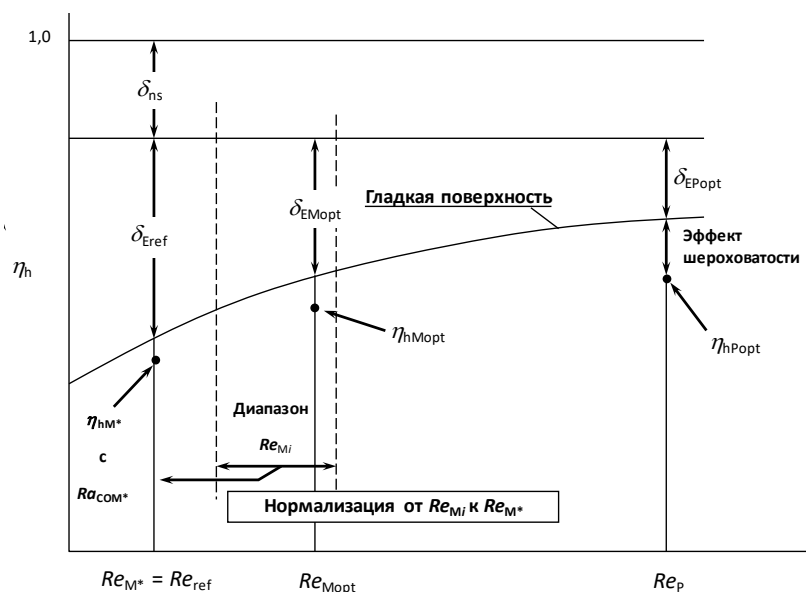 1,0
δns
Гладкая поверхность
δEPopt
δEMopt
δEref
Эффект
шероховатости
ηh
ηhMopt
ηhPopt
ηhM*
с
RaCOM*
Диапазон
ReMi
Нормализация от ReMi к ReM*
ReM* = Reref
ReMopt
ReP